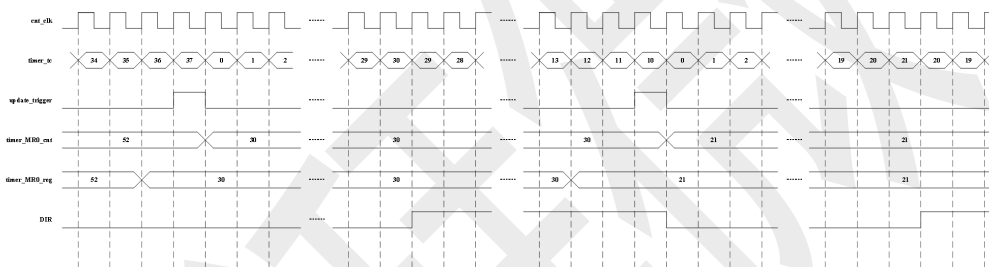 cnt_clk
timer_tc 34 35 36 37 0 1 2 29 30 29 28 13 12 11 10 0 1 2 19 20 21 20 19
update_trigger
timer_MR0_cnt 52 30 30 30 21 21
timer_MR0_reg 52 30 30 30 21 21
DIR